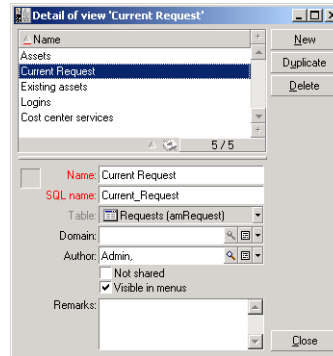 Detail of view 'Current Request'
Name
New
Assets
Duplicate
Current Request
Existing assets
Delete
Logins
Cost center services
5 / 5
Name: Current Request
SQL name: Current_Request
Table: Requests (amRequest)
Domain:
Author: Admin,
Not shared
Visible in menus
Remarks:
Close